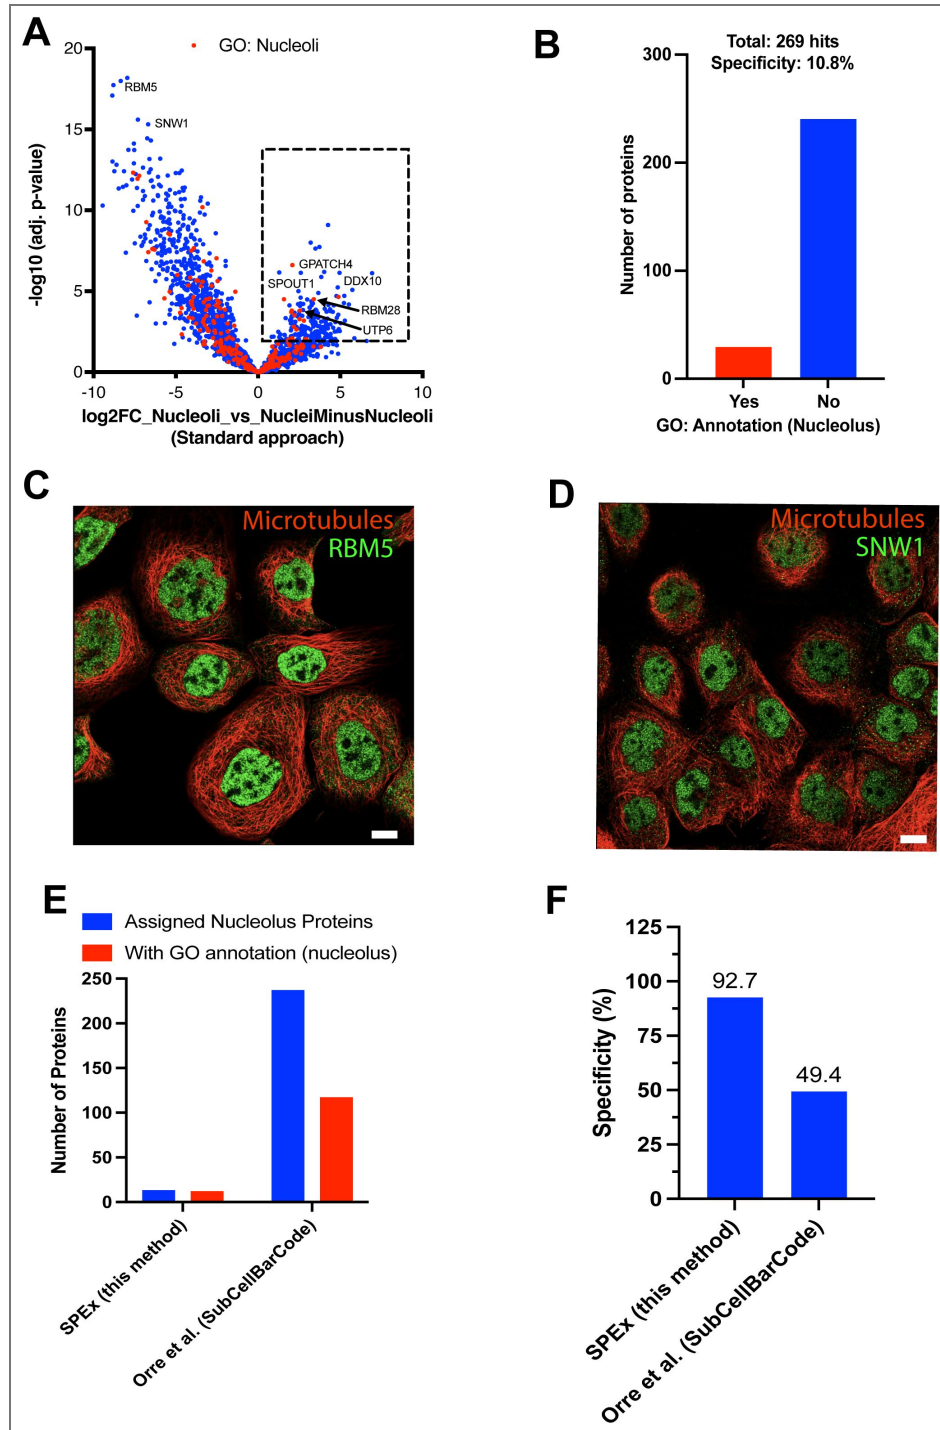 A
GO: Nucleoli
20
15
10
5
0
-log10 (adj. p-value)
RBM5
SNW1
GPATCH4
SPOUT1
DDX10
RBM28
UTP6
-10
-5
0
5
10
log2FC_Nucleoli_vs_NucleiMinusNucleoli
(Standard approach)
B
Total: 269 hits
Specificity: 10.8%
300
200
100
0
Number of proteins
Yes
No
GO: Annotation (Nucleolus)
C
Microtubules
RBM5
D
Microtubules
SNW1
E
Assigned Nucleolus Proteins
With GO annotation (nucleolus)
250
200
150
100
50
0
Number of Proteins
SPEx (this method)
Orre et al. (SubCellBarCode)
F
125
100
75
50
25
0
Specificity (%)
92.7
49.4
SPEx (this method)
Orre et al. (SubCellBarCode)